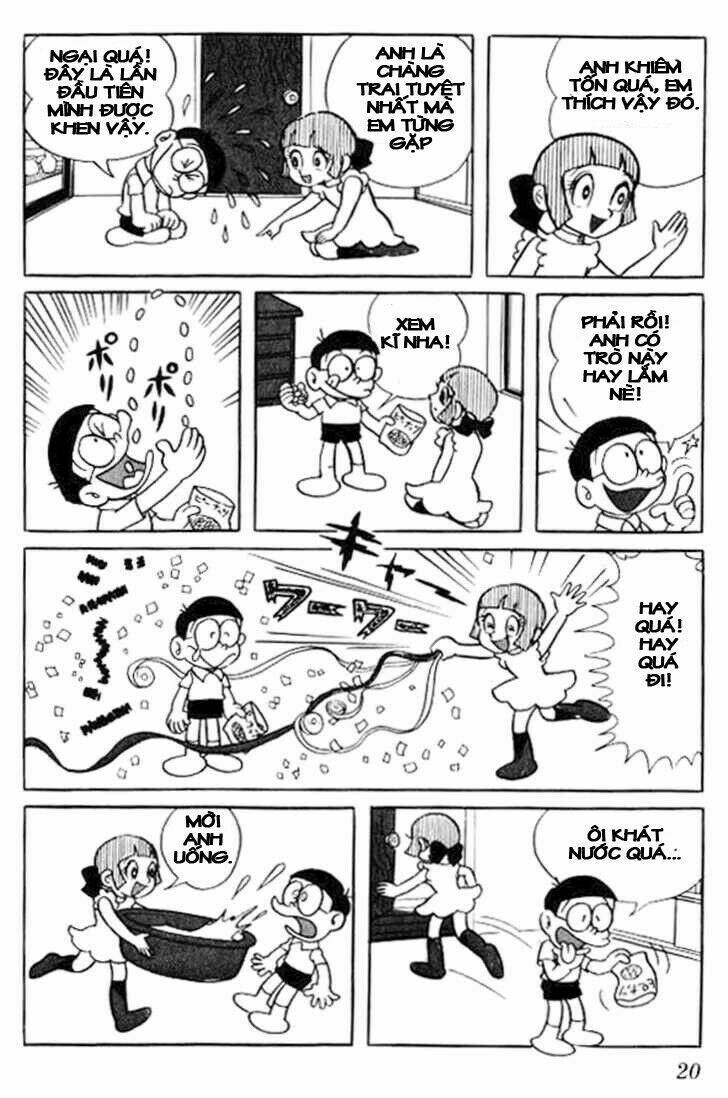 ANH KHIÊM
TỐN QUÁ, EM
THÍCH VẬY ĐÓ.
ANH LÀ
CHÀNG
TRAI TUYỆT
NHẤT MÀ
EM TỪNG
GẶP
NGẠI QUÁ!
ĐÂY LÀ LẦN
ĐẦU TIÊN
MÌNH ĐƯỢC
KHEN VẬY.
PHẢI RỒI!
ANH CÓ
TRÒ NÀY
HAY LẮM
NÈ!
XEM
KĨ NHA!
ポリ
ポリ
HAY
QUÁ!
HAY
QUÁ
ĐI!
キャー
ワーワー
ÔI KHÁT
NƯỚC QUÁ...
MỜI
ANH
UỐNG.
20